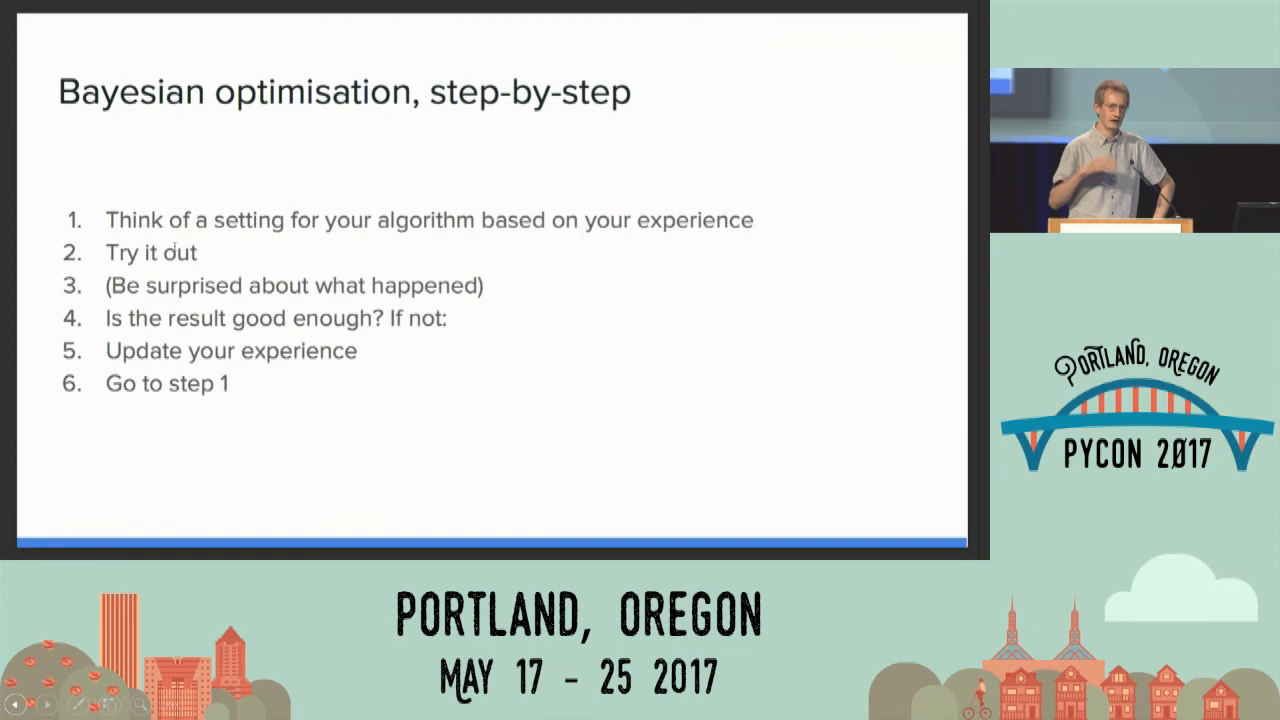 Bayesian optimisation, step-by-step
1. Think of a setting for your algorithm based on your experience
2. Try it out
3. (Be surprised about what happened)
4. Is the result good enough? If not:
5. Update your experience
6. Go to step 1
PORTLAND, OREGON
PYCON 2017
PORTLAND, OREGON
MAY 17 - 25 2017